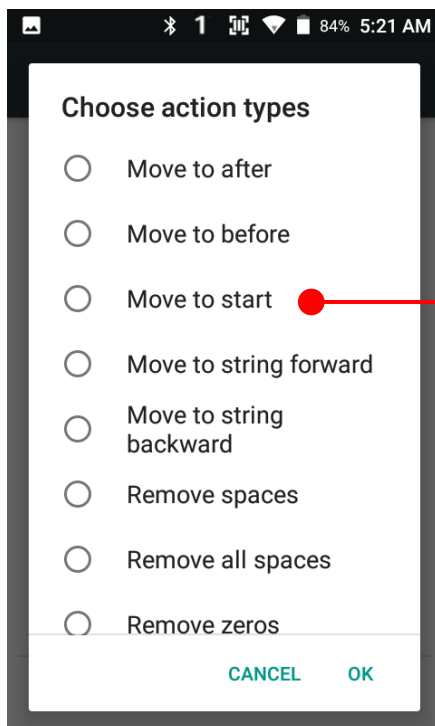 1 84% 5:21 AM
Choose action types
Move to after
Move to before
Move to start
Move to string forward
Move to string
backward
Remove spaces
Remove all spaces
Remove zeros
CANCEL OK